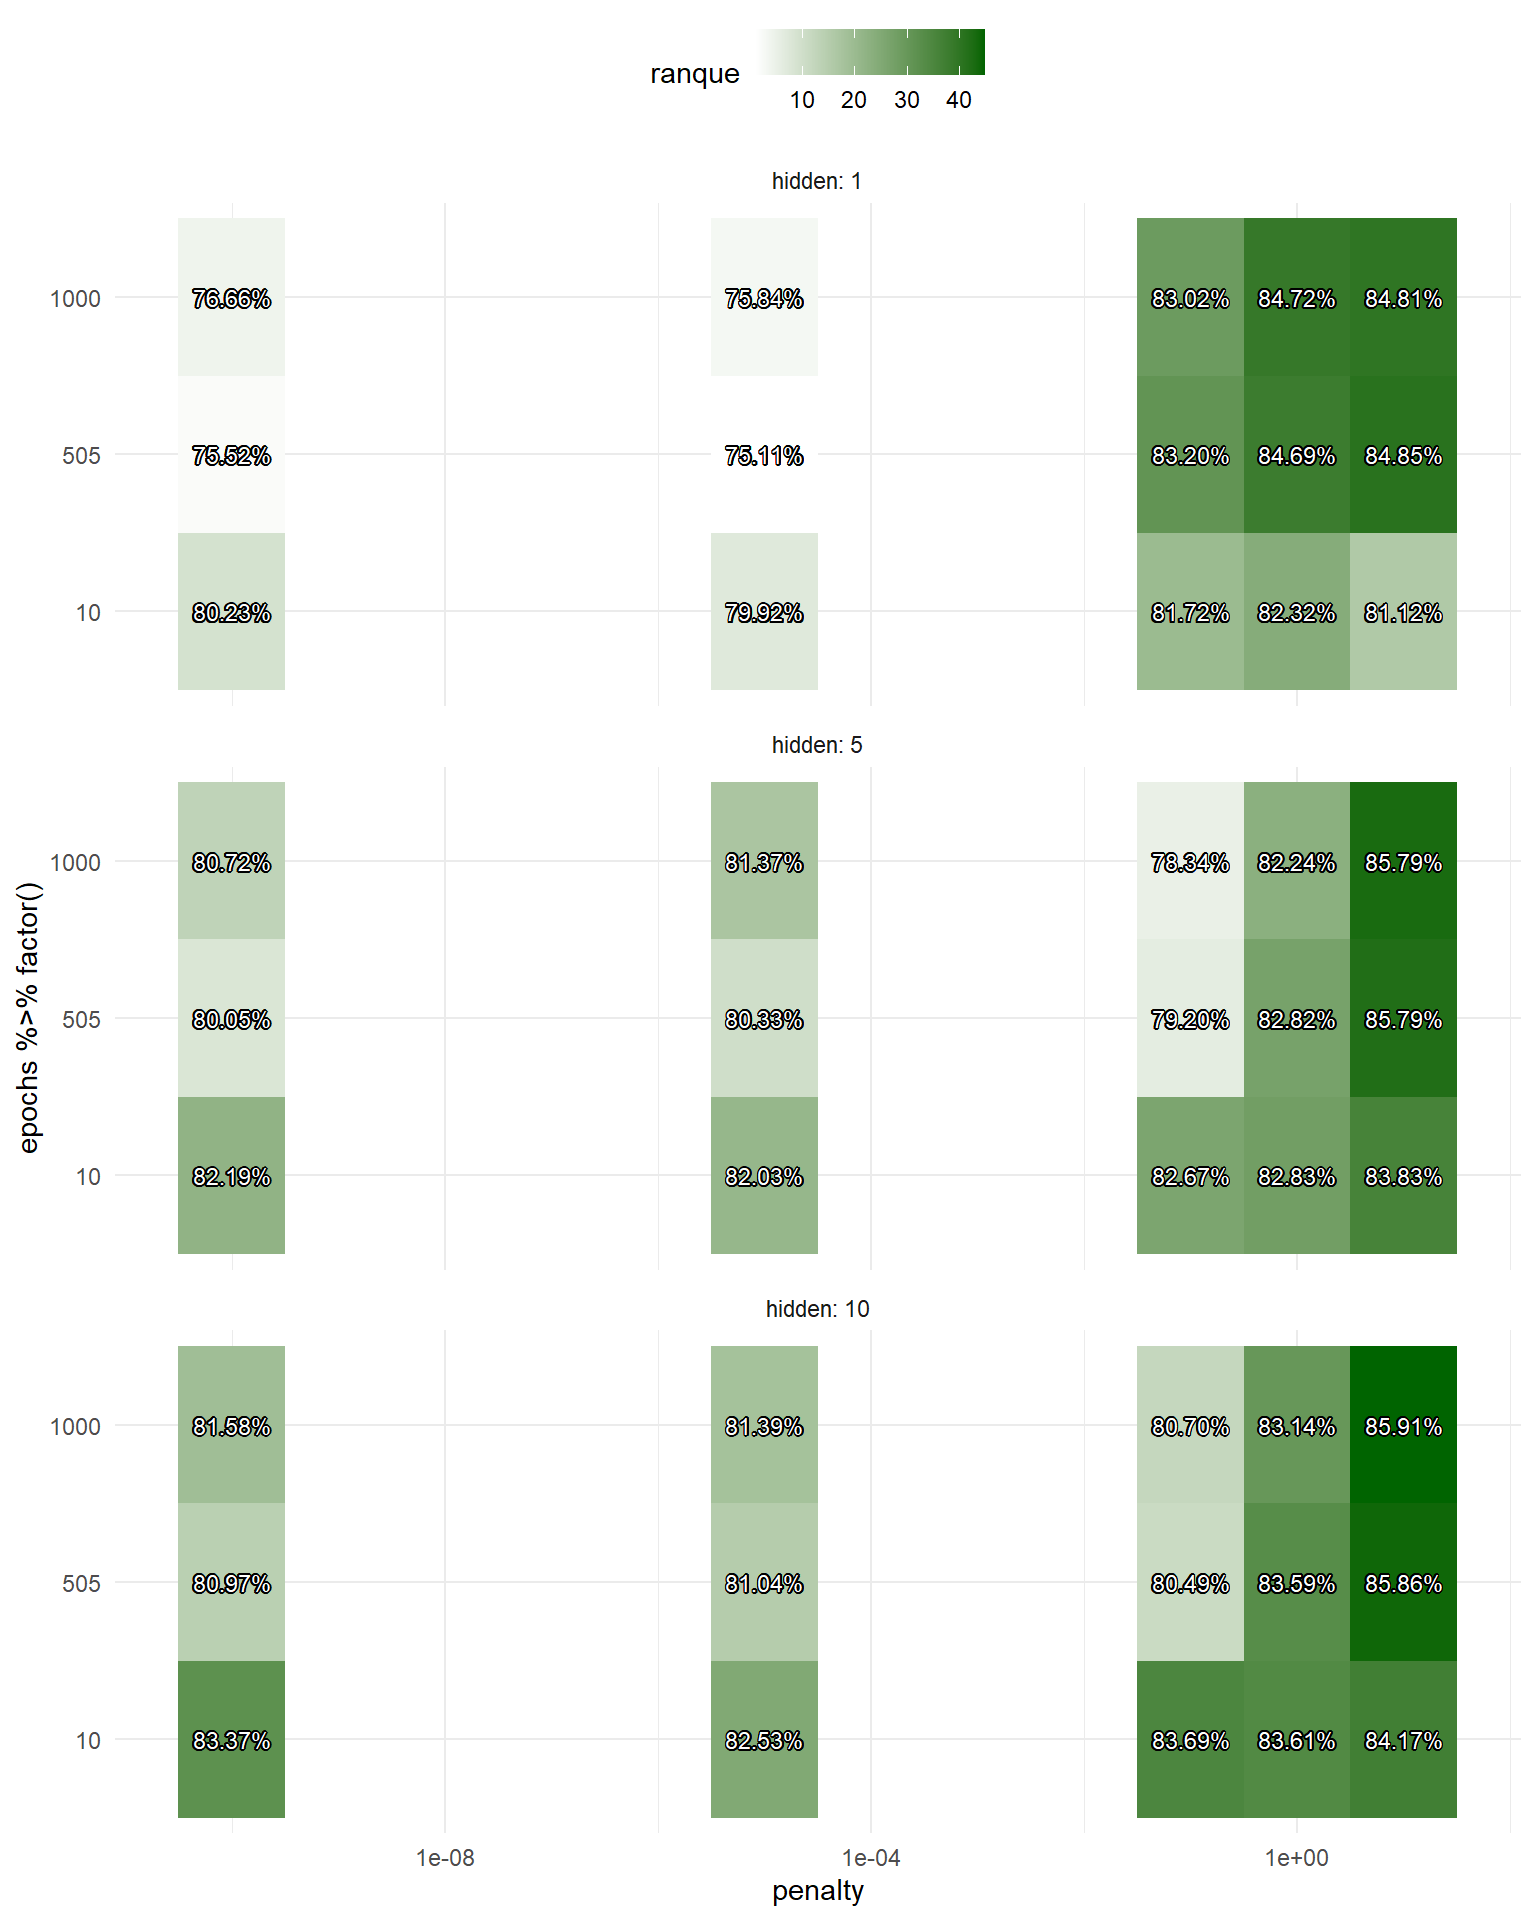 ranque
10 20 30 40
hidden: 1
1000 76.66% 75.84% 83.02% 84.72% 84.81%
505 75.52% 75.11% 83.20% 84.69% 84.85%
10 80.23% 79.92% 81.72% 82.32% 81.12%
hidden: 5
1000 80.72% 81.37% 78.34% 82.24% 85.79%
505 80.05% 80.33% 79.20% 82.82% 85.79%
10 82.19% 82.03% 82.67% 82.83% 83.83%
epochs %>% factor()
hidden: 10
1000 81.58% 81.39% 80.70% 83.14% 85.91%
505 80.97% 81.04% 80.49% 83.59% 85.86%
10 83.37% 82.53% 83.69% 83.61% 84.17%
1e-08 1e-04 1e+00
penalty